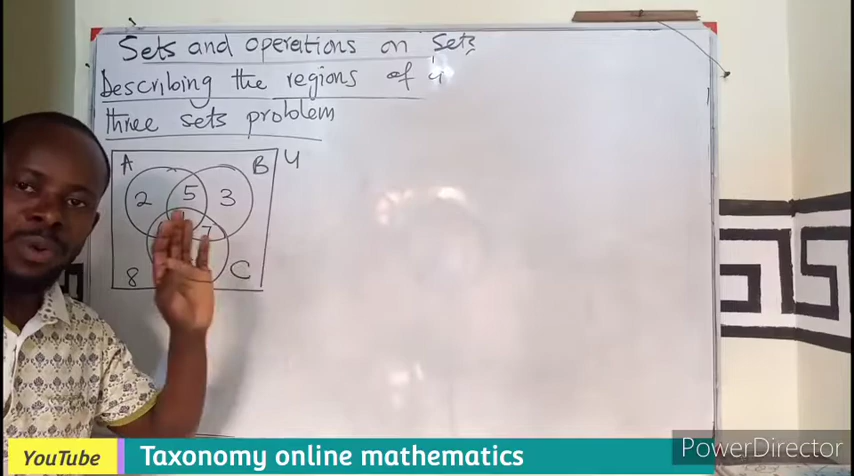 Sets and operations on Sets
Describing the regions of
three sets problem
A
B
U
2
5
3
7
8
C
YouTube
Taxonomy online mathematics
PowerDirector